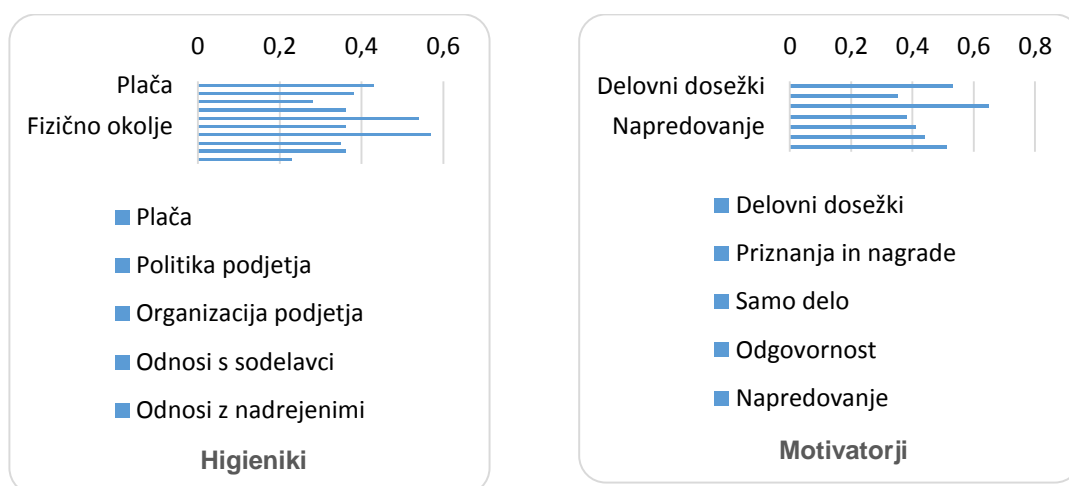 0 0,2 0,4 0,6
Plača
Fizično okolje
Plača
Politika podjetja
Organizacija podjetja
Odnosi s sodelavci
Odnosi z nadrejenimi
Higieniki
0 0,2 0,4 0,6 0,8
Delovni dosežki
Napredovanje
Delovni dosežki
Priznanja in nagrade
Samo delo
Odgovornost
Napredovanje
Motivatorji